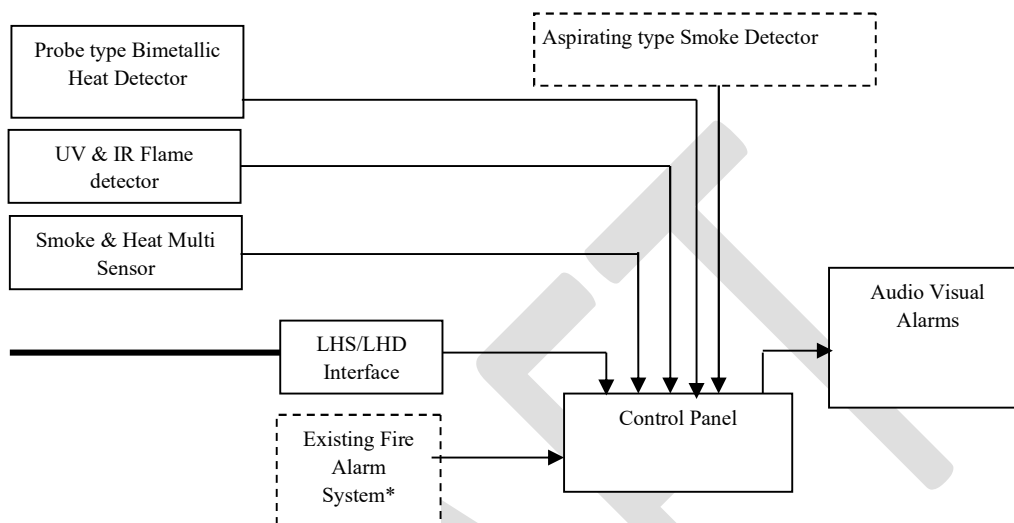 Probe type Bimetallic
Heat Detector
Aspirating type Smoke Detector
UV & IR Flame
detector
Smoke & Heat Multi
Sensor
Audio Visual
Alarms
LHS/LHD
Interface
Control Panel
Existing Fire
Alarm
System*